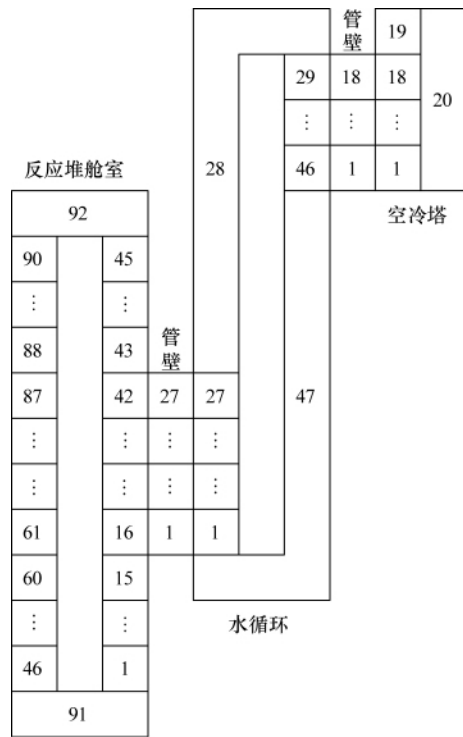 管壁 19
29 18 18
20
⋮ ⋮ ⋮
28
46 1 1
反应堆舱室
空冷塔
92
90 45
⋮ ⋮
管壁
88 43
87 42 27 27
47
⋮ ⋮ ⋮ ⋮
⋮ ⋮ ⋮ ⋮
61 16 1 1
60 15
⋮ ⋮
水循环
46 1
91